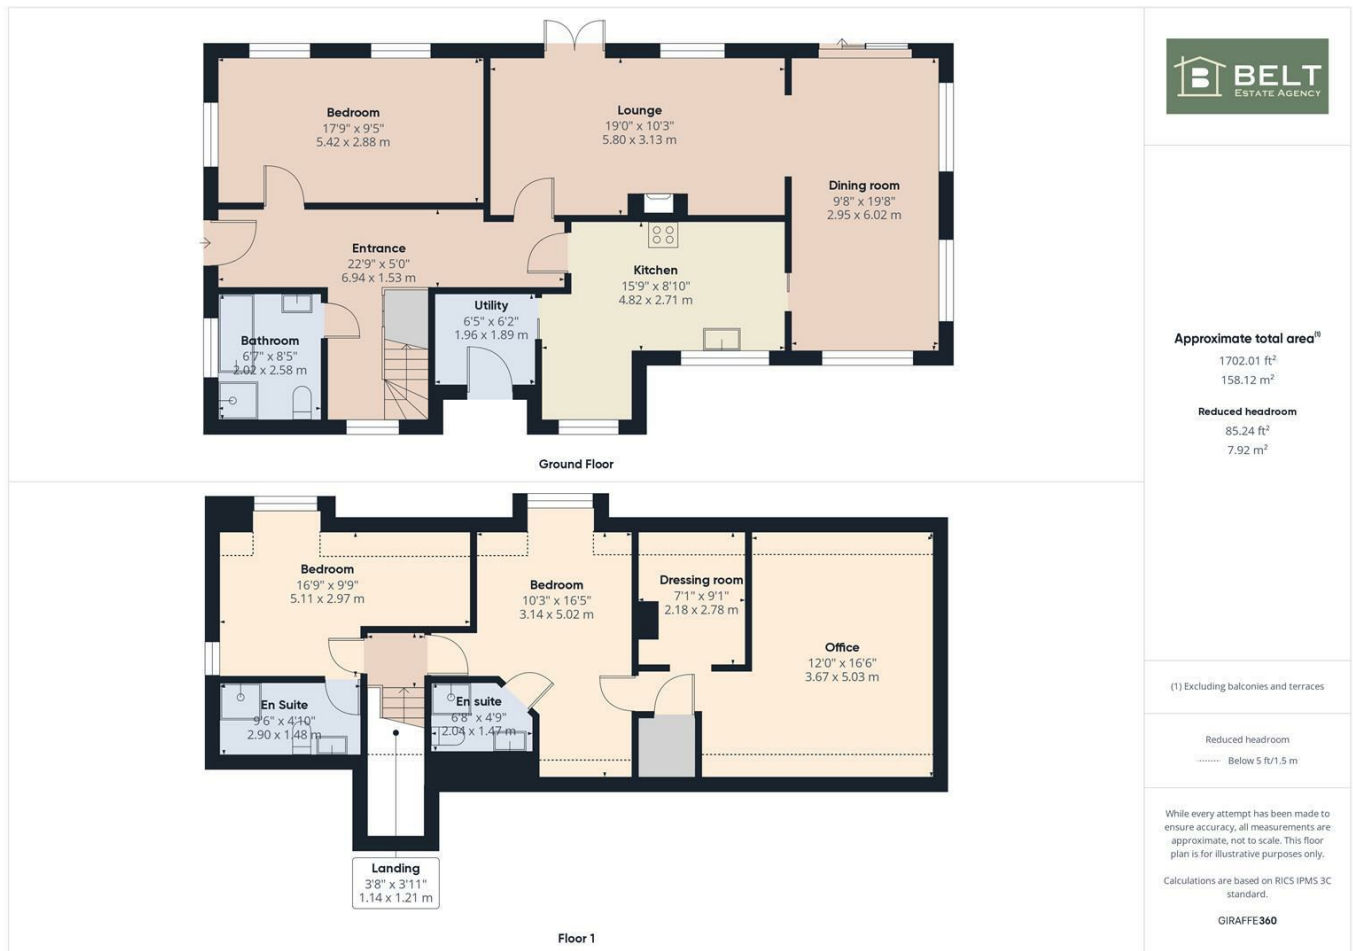 Bedroom
17'9" x 9'5"
5.42 x 2.88 m
Lounge
19'0" x 10'3"
5.80 x 3.13 m
Dining room
9'8" x 19'8"
2.95 x 6.02 m
Entrance
22'9" x 5'0"
6.94 x 1.53 m
Kitchen
15'9" x 8'10"
4.82 x 2.71 m
Utility
6'5" x 6'2"
1.96 x 1.89 m
Bathroom
6'7" x 8'5"
2.02 x 2.58 m
Ground Floor
Bedroom
16'9" x 9'9"
5.11 x 2.97 m
Bedroom
10'3" x 16'5"
3.14 x 5.02 m
Dressing room
7'1" x 9'1"
2.18 x 2.78 m
Office
12'0" x 16'6"
3.67 x 5.03 m
En Suite
9'6" x 4'10"
2.90 x 1.48 m
En suite
6'8" x 4'9"
2.04 x 1.47 m
Landing
3'8" x 3'11"
1.14 x 1.21 m
Floor 1
B BELT
ESTATE AGENCY
Approximate total area(1)
1702.01 ft²
158.12 m²
Reduced headroom
85.24 ft²
7.92 m²
(1) Excluding balconies and terraces
Reduced headroom
Below 5 ft/1.5 m
While every attempt has been made to
ensure accuracy, all measurements are
approximate, not to scale. This floor
plan is for illustrative purposes only.
Calculations are based on RICS IPMS 3C
standard.
GIRAFFE360